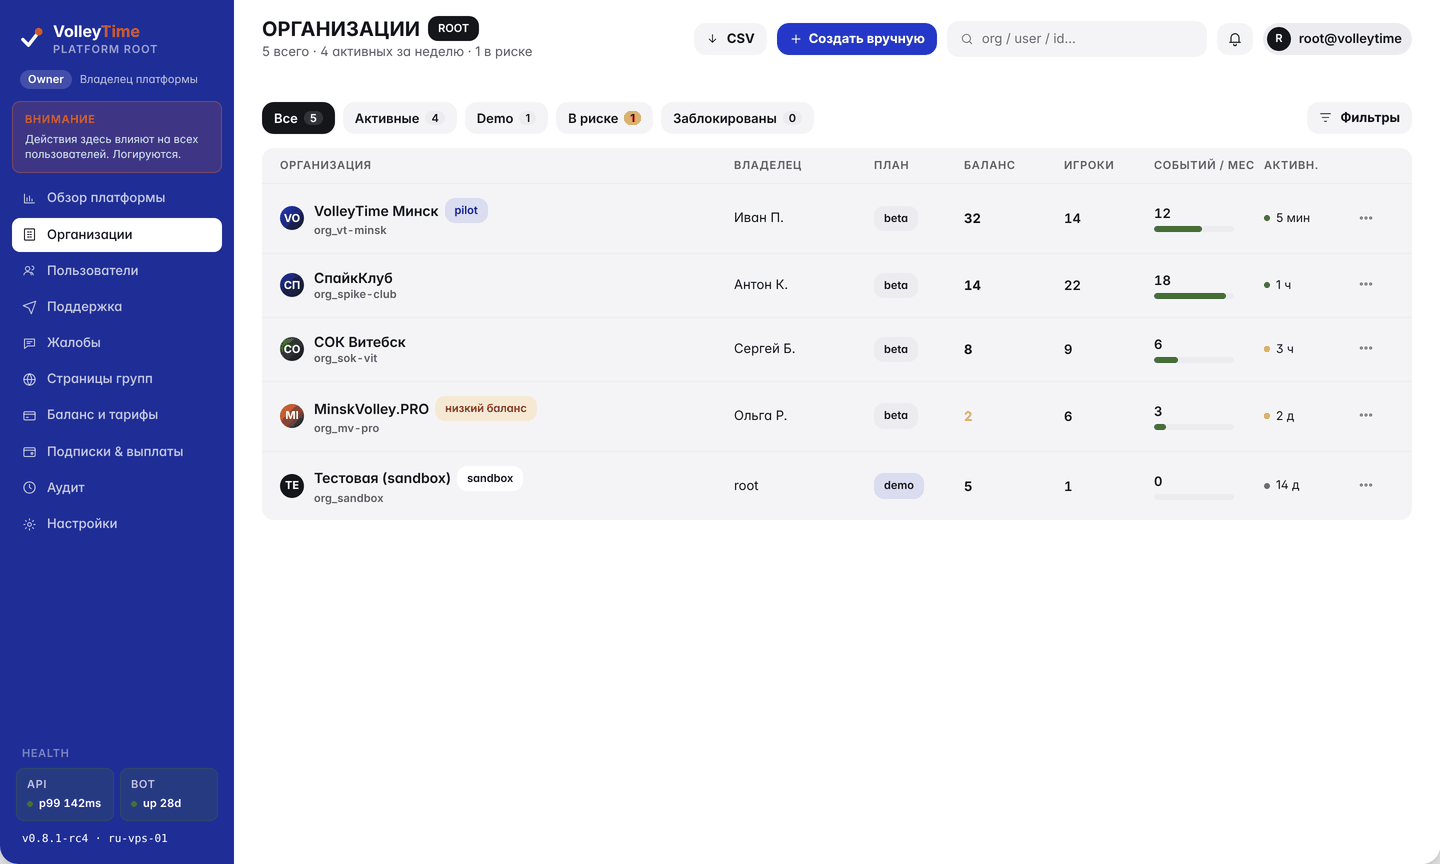 VolleyTime
PLATFORM ROOT
Owner Владелец платформы
ВНИМАНИЕ
Действия здесь влияют на всех
пользователей. Логируются.
Обзор платформы
Организации
Пользователи
Поддержка
Жалобы
Страницы групп
Баланс и тарифы
Подписки & выплаты
Аудит
Настройки
HEALTH
API
p99 142ms
BOT
up 28d
v0.8.1-rc4 · ru-vps-01
ОРГАНИЗАЦИИ ROOT
5 всего · 4 активных за неделю · 1 в риске
↓ CSV
+ Создать вручную
org / user / id...
R root@volleytime
Все 5
Активные 4
Demo 1
В риске 1
Заблокированы 0
Фильтры
ОРГАНИЗАЦИЯ ВЛАДЕЛЕЦ ПЛАН БАЛАНС ИГРОКИ СОБЫТИЙ / МЕС АКТИВН.
VO VolleyTime Минск pilot Иван П. beta 32 14 12 5 мин
org_vt-minsk
СП СпайкКлуб Антон К. beta 14 22 18 1 ч
org_spike-club
СО СОК Витебск Сергей Б. beta 8 9 6 3 ч
org_sok-vit
MI MinskVolley.PRO низкий баланс Ольга Р. beta 2 6 3 2 д
org_mv-pro
ТЕ Тестовая (sandbox) sandbox root demo 5 1 0 14 д
org_sandbox